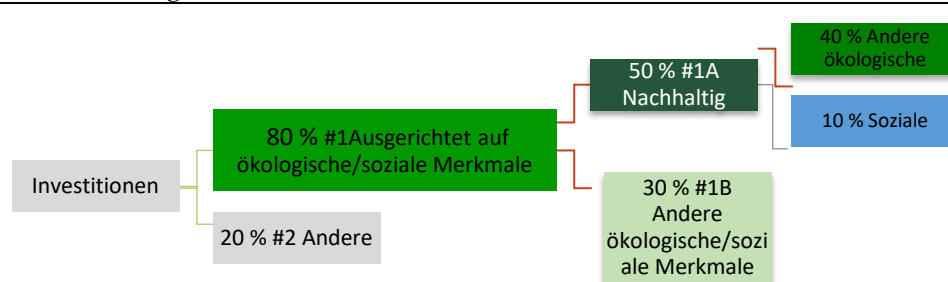 40 % Andere
ökologische
50 % #1A
Nachhaltig
10 % Soziale
80 % #1Ausgerichtet auf
ökologische/soziale Merkmale
Investitionen
30 % #1B
Andere
ökologische/sozi
ale Merkmale
20 % #2 Andere